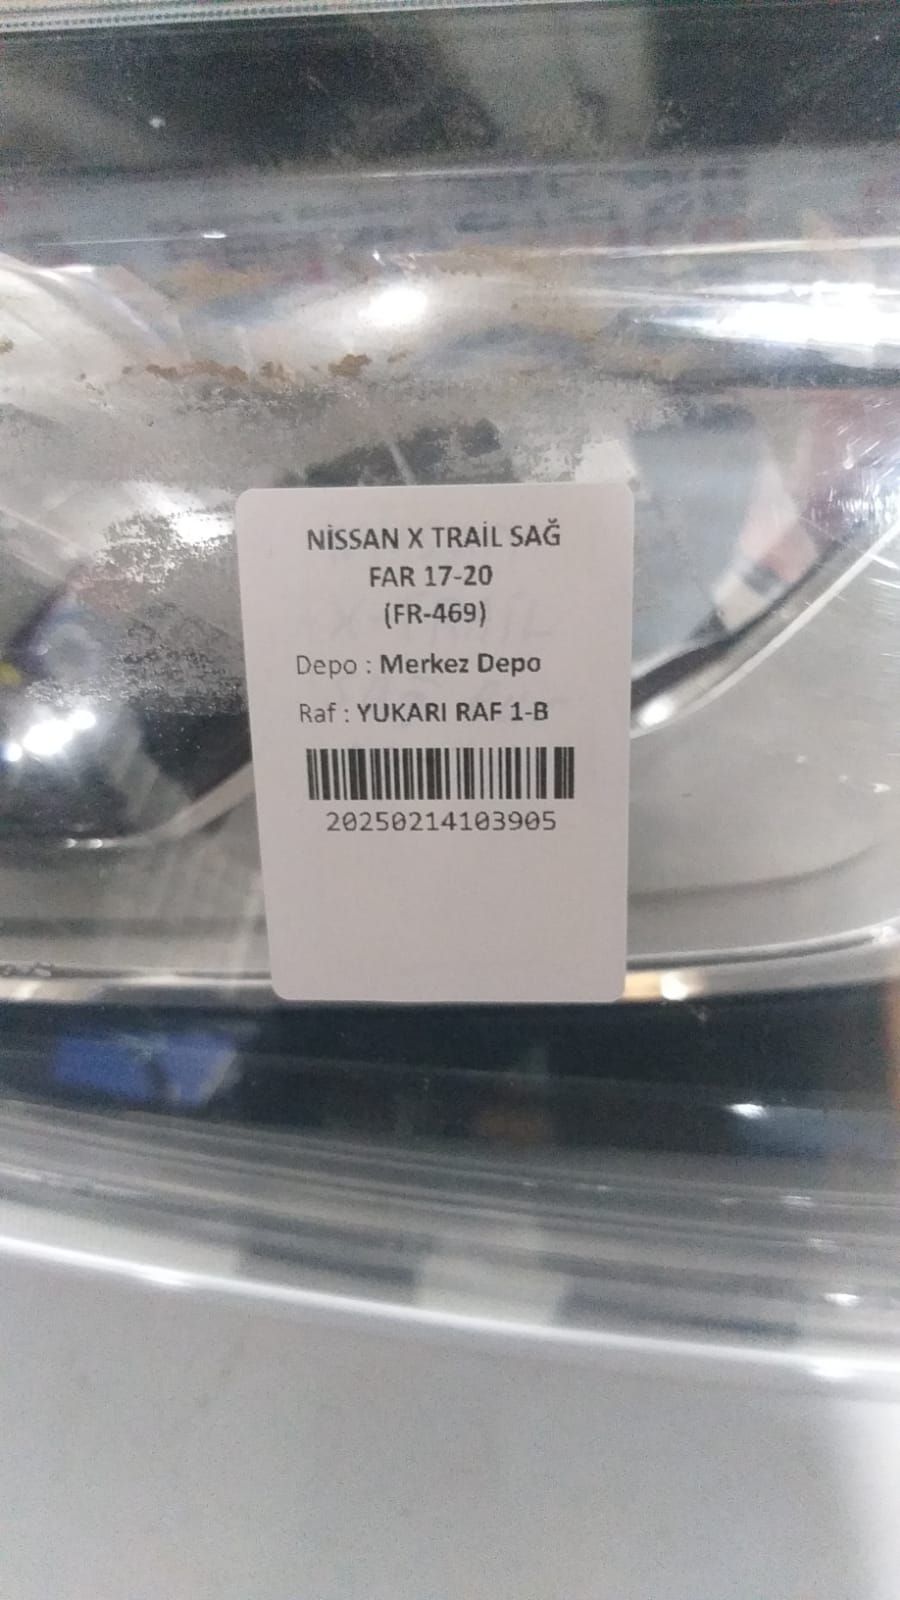 NİSSAN X TRAİL SAĞ
FAR 17-20
(FR-469)
Depo : Merkez Depo
Raf : YUKARI RAF 1-B
20250214103905